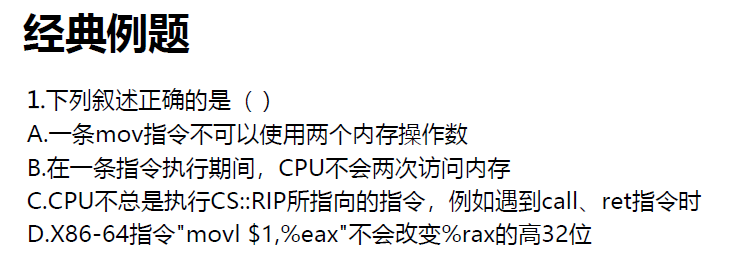 经典例题
1.下列叙述正确的是（ ）
A.一条mov指令不可以使用两个内存操作数
B.在一条指令执行期间，CPU不会两次访问内存
C.CPU不总是执行CS::RIP所指向的指令，例如遇到call、ret指令时
D.X86-64指令"movl $1,%eax"不会改变%rax的高32位